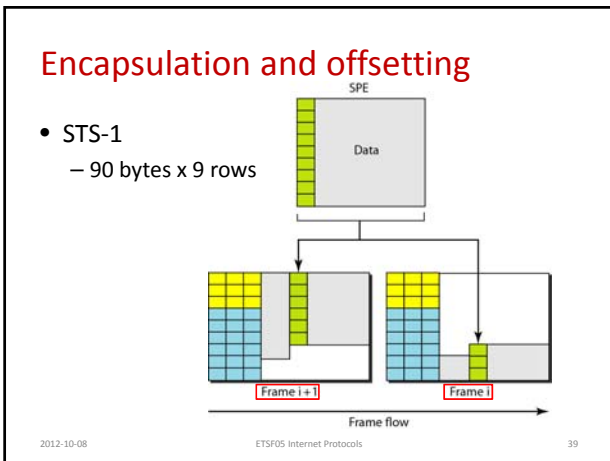 Encapsulation and offsetting
• STS-1
– 90 bytes x 9 rows
SPE
Data
Frame i+1
Frame i
Frame flow
2012-10-08
ETSF05 Internet Protocols
39